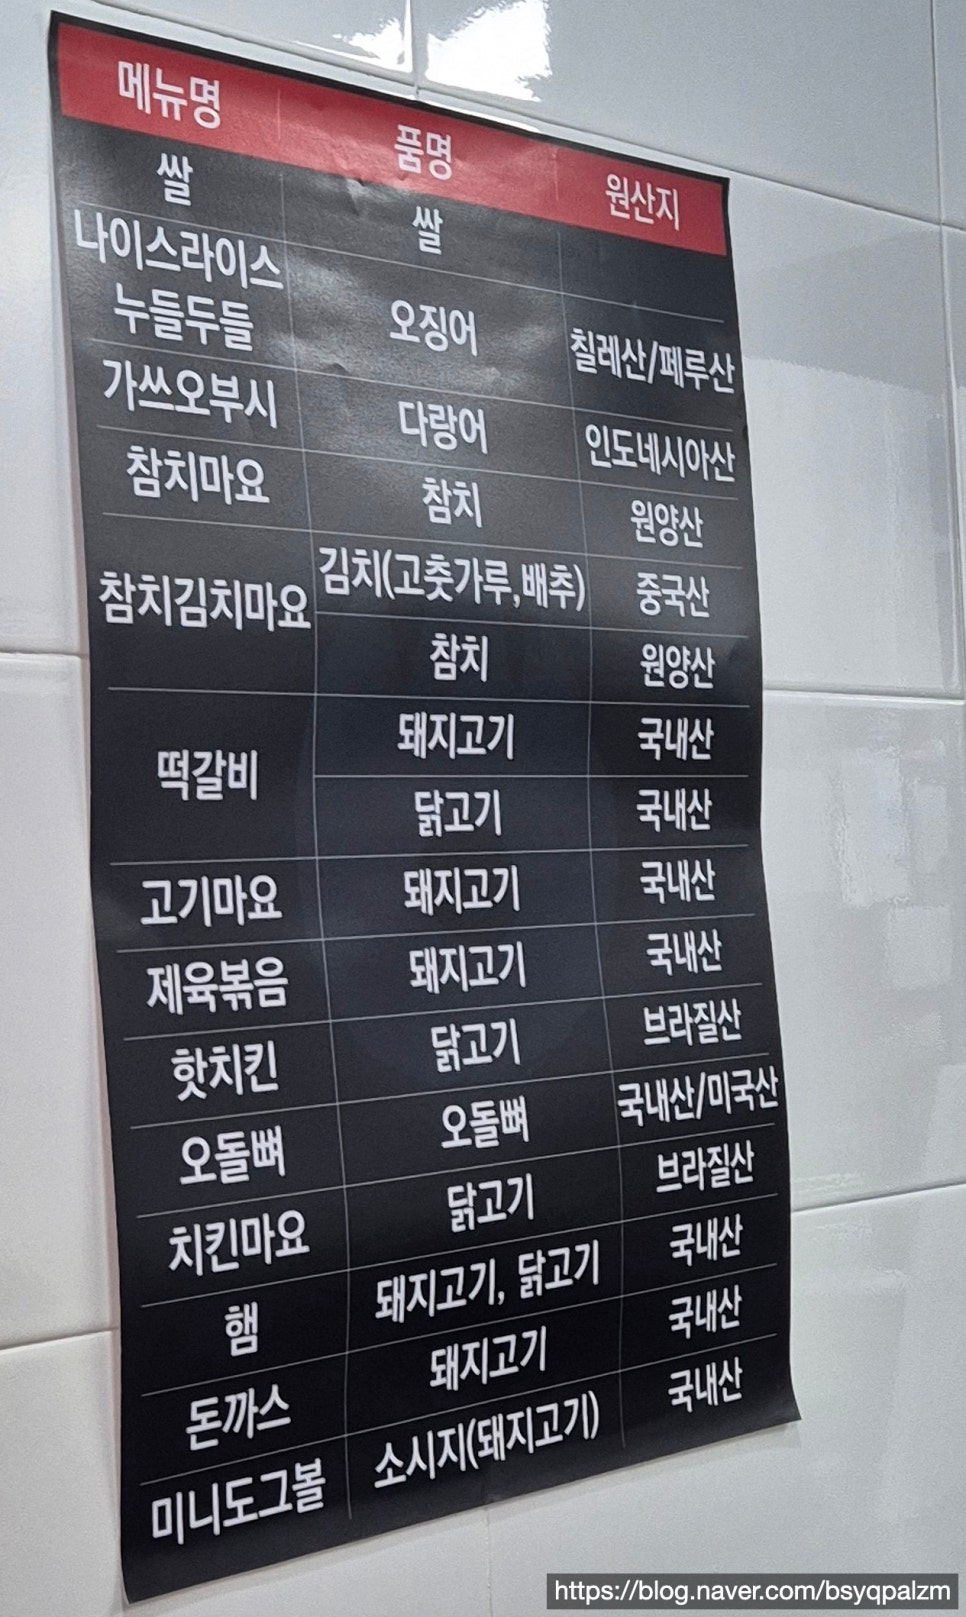 메뉴명 품명 원산지
쌀 쌀
나이스라이스
누들두들 오징어 칠레산/페루산
가쓰오부시 다랑어 인도네시아산
참치마요 참치 원양산
참치김치마요 김치(고춧가루,배추) 중국산
참치 원양산
떡갈비 돼지고기 국내산
닭고기 국내산
고기마요 돼지고기 국내산
제육볶음 돼지고기 국내산
핫치킨 닭고기 브라질산
오돌뼈 오돌뼈 국내산/미국산
치킨마요 닭고기 브라질산
햄 돼지고기, 닭고기 국내산
돈까스 돼지고기 국내산
미니도그볼 소시지(돼지고기) 국내산
https://blog.naver.com/bsyqpalzm